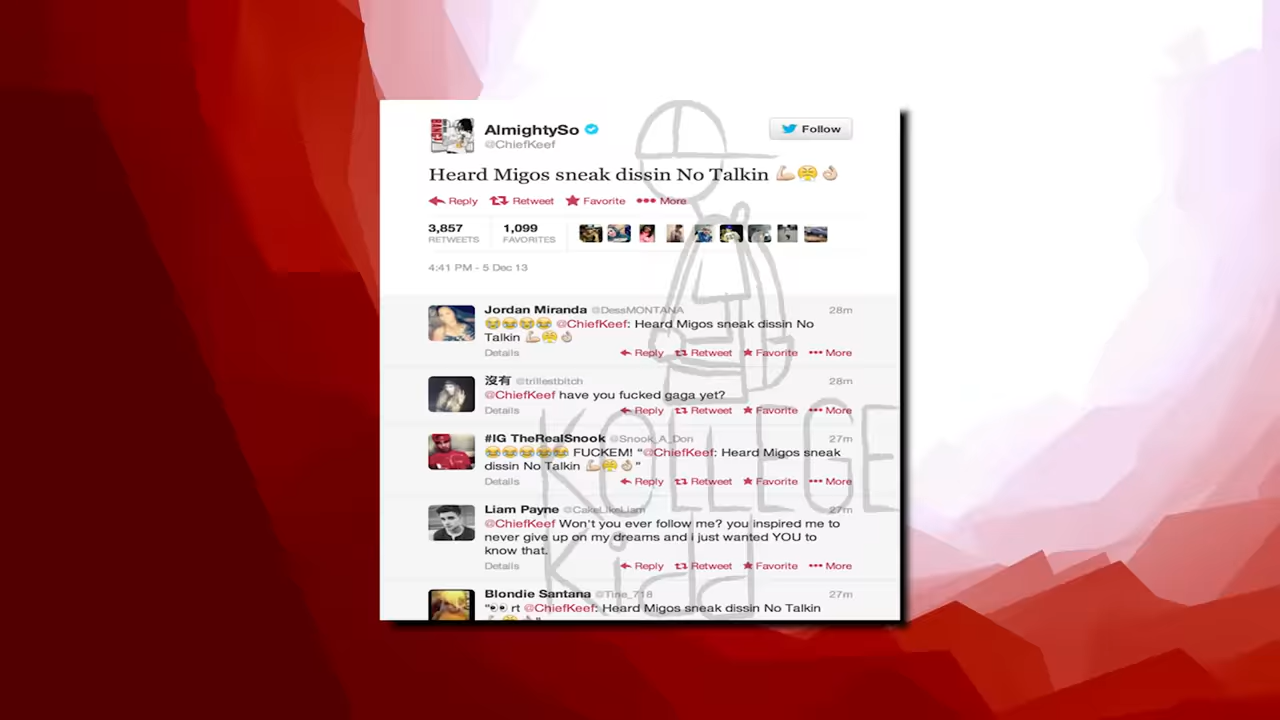 AlmightySo
@ChiefKeef
Follow
Heard Migos sneak dissin No Talkin 💪😤👌
Reply Retweet Favorite More
3,857 1,099
RETWEETS FAVORITES
4:41 PM - 5 Dec 13
Jordan Miranda @DessMONTANA 28m
😭😂😭😂 @ChiefKeef: Heard Migos sneak dissin No
Talkin 💪😤👌
Details Reply Retweet Favorite More
沒有 @trillestbitch 28m
@ChiefKeef have you fucked gaga yet?
Details Reply Retweet Favorite More
#IG TheRealSnook @Snook_A_Don 27m
😂😂😂😂😂 FUCKEM! “@ChiefKeef: Heard Migos sneak
dissin No Talkin 💪😤👌”
Details Reply Retweet Favorite More
Liam Payne @CakeLikeLiam 27m
@ChiefKeef Won't you ever follow me? you inspired me to
never give up on my dreams and i just wanted YOU to
know that.
Details Reply Retweet Favorite More
Blondie Santana @Tine_718 27m
“👀 rt @ChiefKeef: Heard Migos sneak dissin No Talkin
KOLLEGE
Kidd